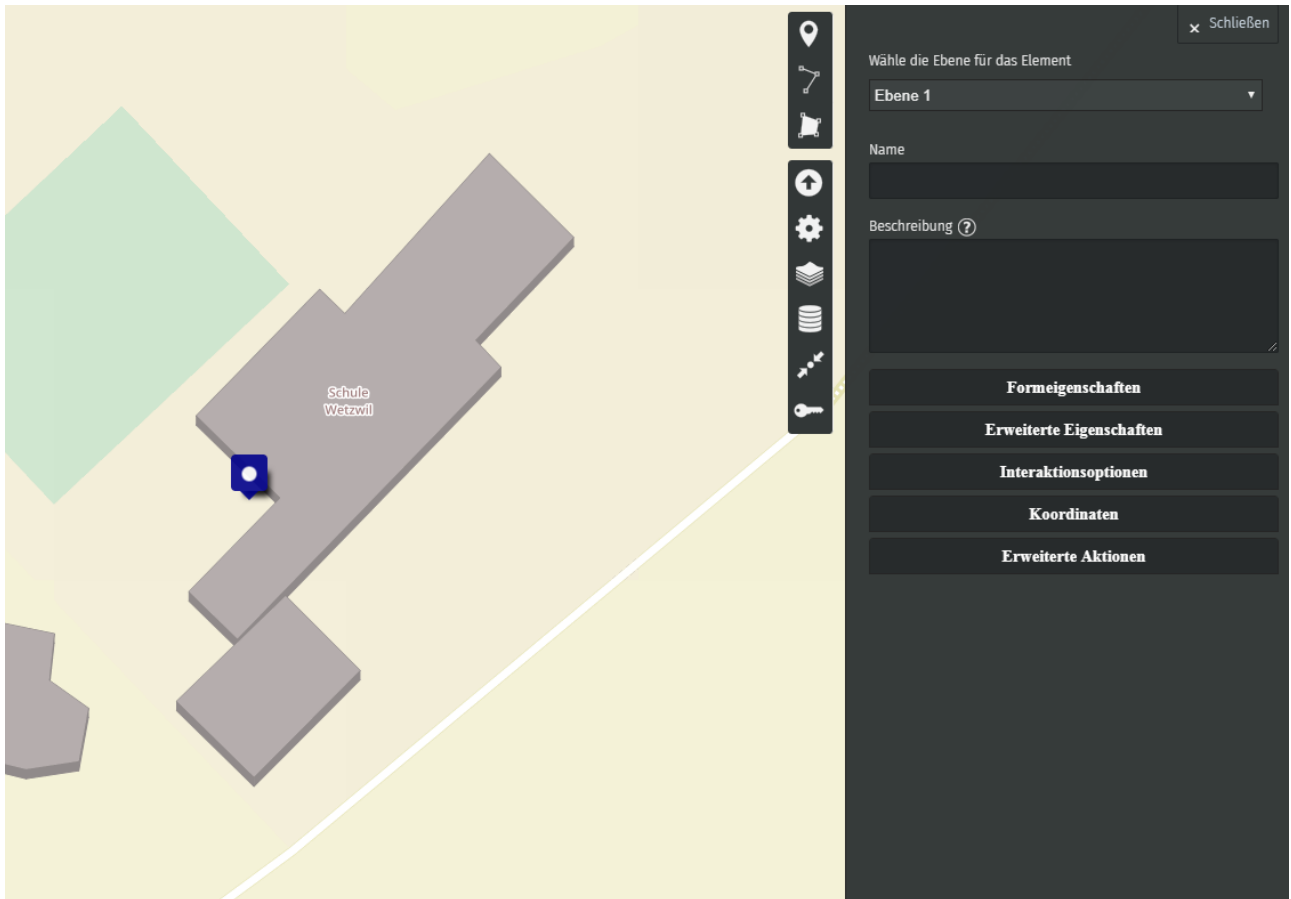 Schließen
Wähle die Ebene für das Element
Ebene 1
Name
Beschreibung ?
Formeigenschaften
Erweiterte Eigenschaften
Interaktionsoptionen
Koordinaten
Erweiterte Aktionen
Schule
Wetzwil